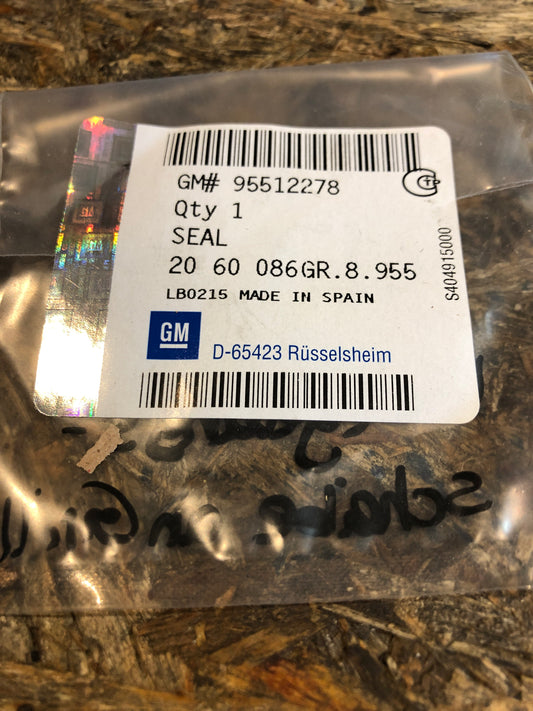 GM# 95512278
Qty 1
SEAL
20 60 086GR.8.955
LB0215 MADE IN SPAIN
S404915000
GM
D-65423 Rüsselsheim